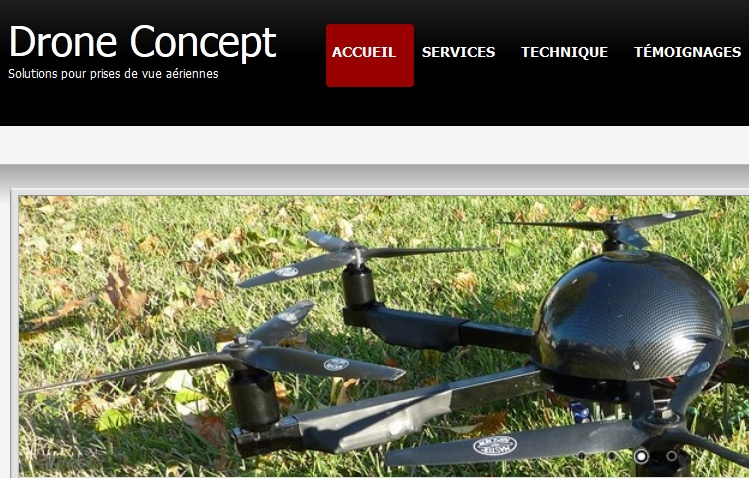 Drone Concept
Solutions pour prises de vue aériennes
ACCUEIL SERVICES TECHNIQUE TÉMOIGNAGES